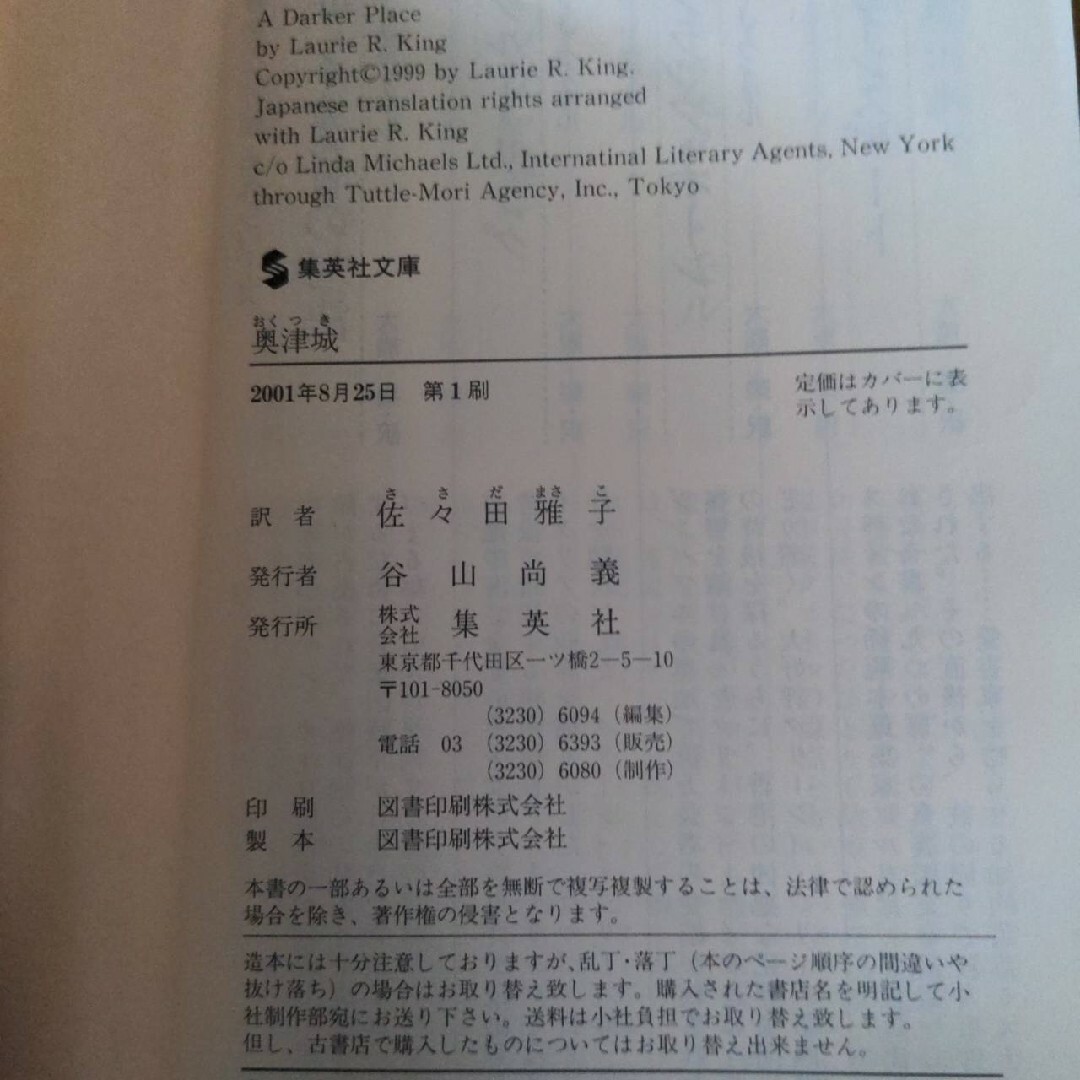 A Darker Place
by Laurie R. King
Copyright©1999 by Laurie R. King.
Japanese translation rights arranged
with Laurie R. King
c/o Linda Michaels Ltd., Internatinal Literary Agents, New York
through Tuttle-Mori Agency, Inc., Tokyo
集英社文庫
おくつき
奥津城
2001年8月25日 第1刷
定価はカバーに表
示してあります。
さ さ だ まさ こ
訳者 佐々田雅子
発行者 谷山尚義
発行所 株式会社 集英社
東京都千代田区一ツ橋2―5―10
〒101-8050
(3230) 6094 (編集)
電話 03 (3230) 6393 (販売)
(3230) 6080 (制作)
印刷 図書印刷株式会社
製本 図書印刷株式会社
本書の一部あるいは全部を無断で複写複製することは、法律で認められた
場合を除き、著作権の侵害となります。
造本には十分注意しておりますが、乱丁・落丁(本のページ順序の間違いや
抜け落ち)の場合はお取り替え致します。購入された書店名を明記して小
社制作部宛にお送り下さい。送料は小社負担でお取り替え致します。
但し、古書店で購入したものについてはお取り替え出来ません。